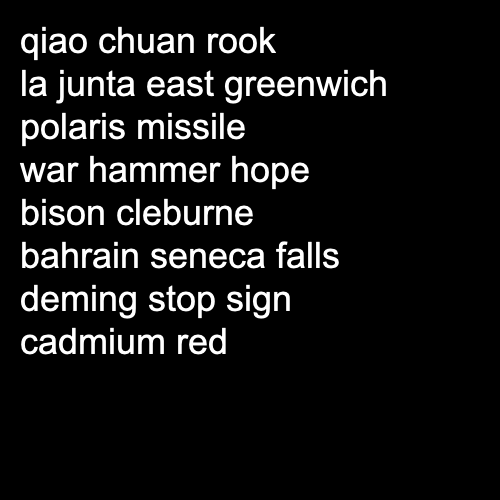 qiao chuan rook
la junta east greenwich
polaris missile
war hammer hope
bison cleburne
bahrain seneca falls
deming stop sign
cadmium red